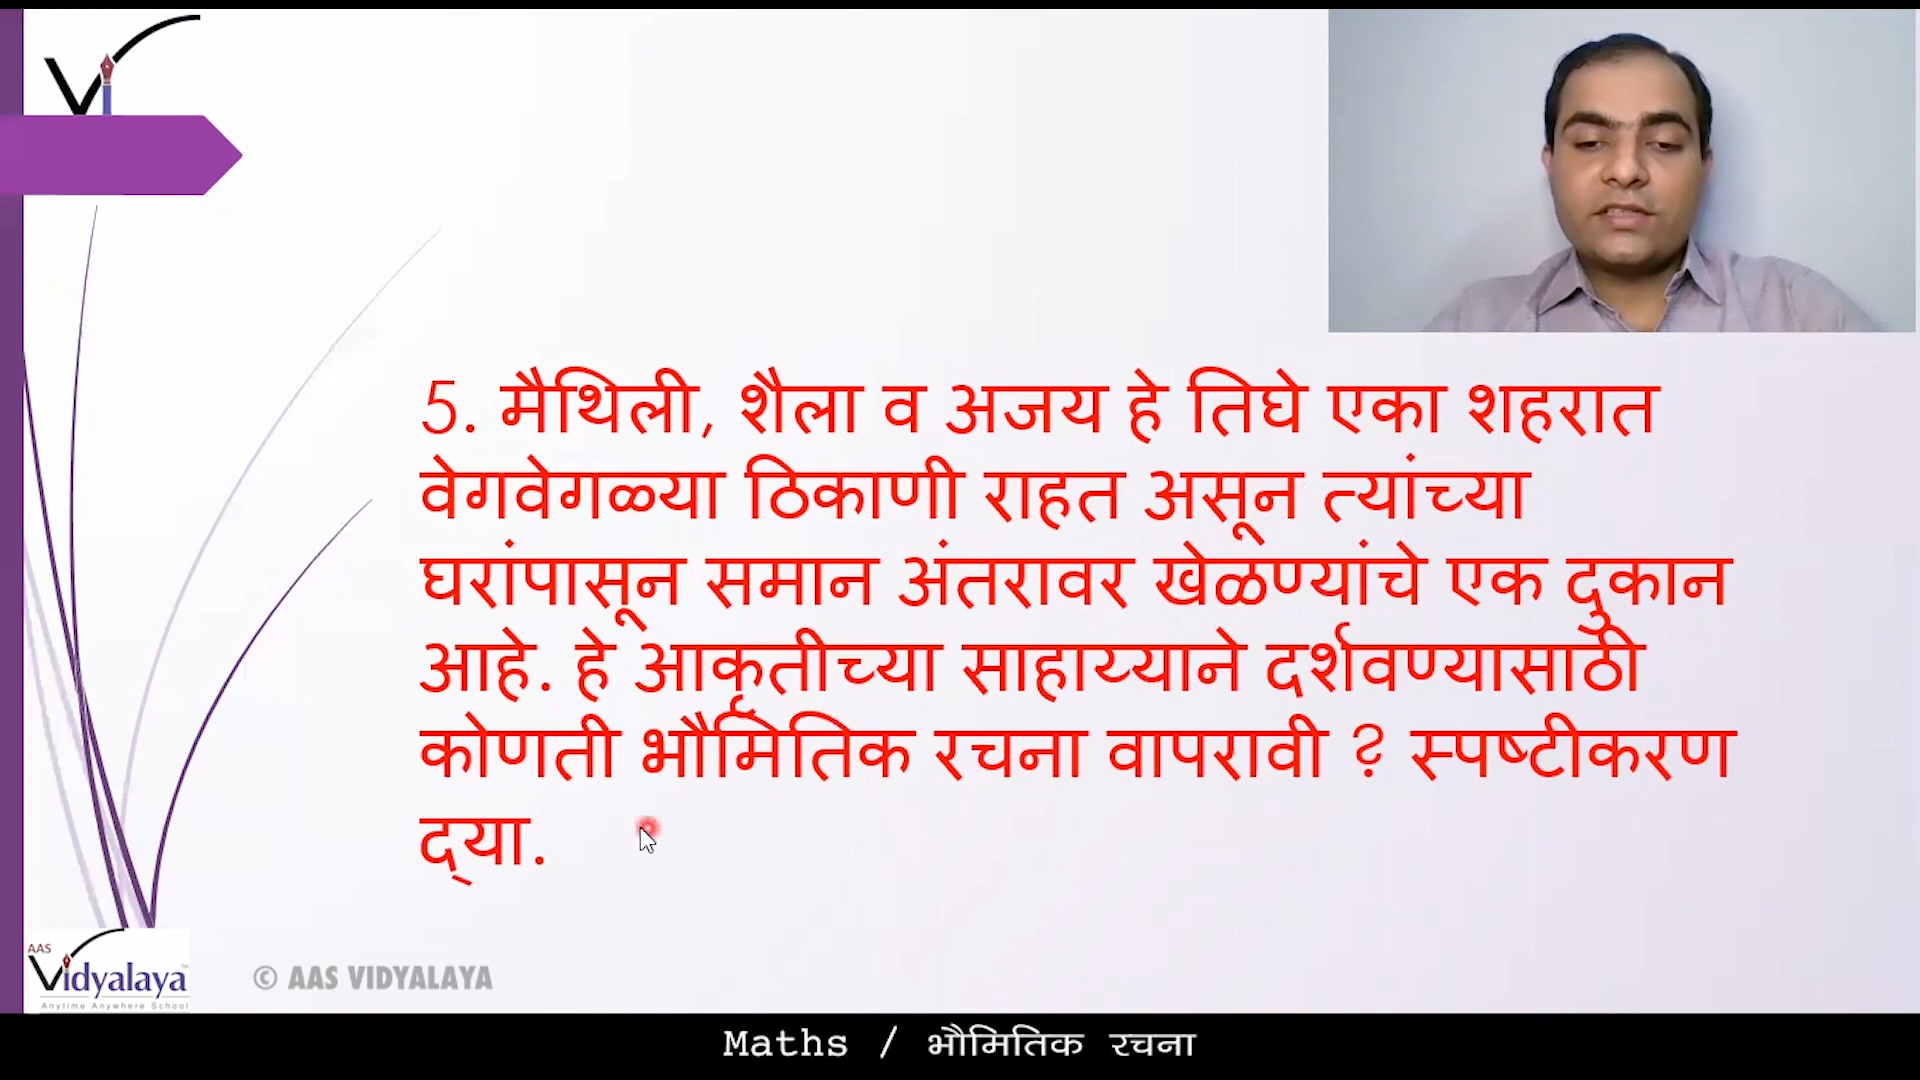 Vi
5. मैथिली, शैला व अजय हे तिघे एका शहरात
वेगवेगळ्या ठिकाणी राहत असून त्यांच्या
घरांपासून समान अंतरावर खेळण्यांचे एक दुकान
आहे. हे आकृतीच्या साहाय्याने दर्शवण्यासाठी
कोणती भौमितिक रचना वापरावी ? स्पष्टीकरण
द्‌या.
AAS
Vidyalaya
Anytime Anywhere School
© AAS VIDYALAYA
Maths / भौमितिक रचना